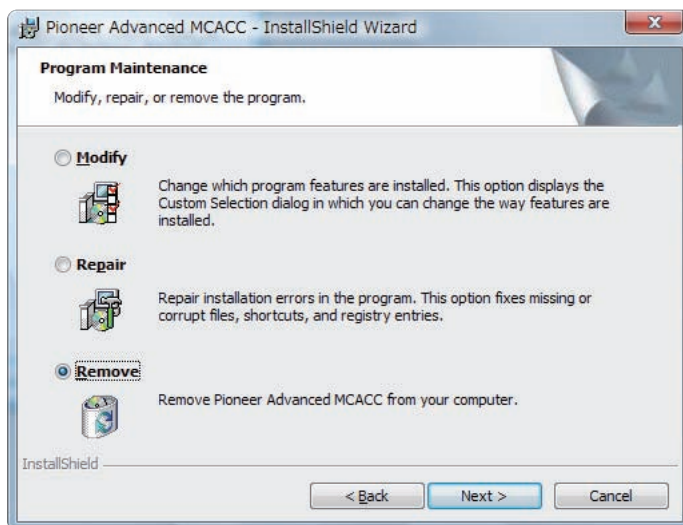 Pioneer Advanced MCACC - InstallShield Wizard
Program Maintenance
Modify, repair, or remove the program.
Modify
Change which program features are installed. This option displays the
Custom Selection dialog in which you can change the way features are
installed.
Repair
Repair installation errors in the program. This option fixes missing or
corrupt files, shortcuts, and registry entries.
Remove
Remove Pioneer Advanced MCACC from your computer.
InstallShield
< Back Next > Cancel